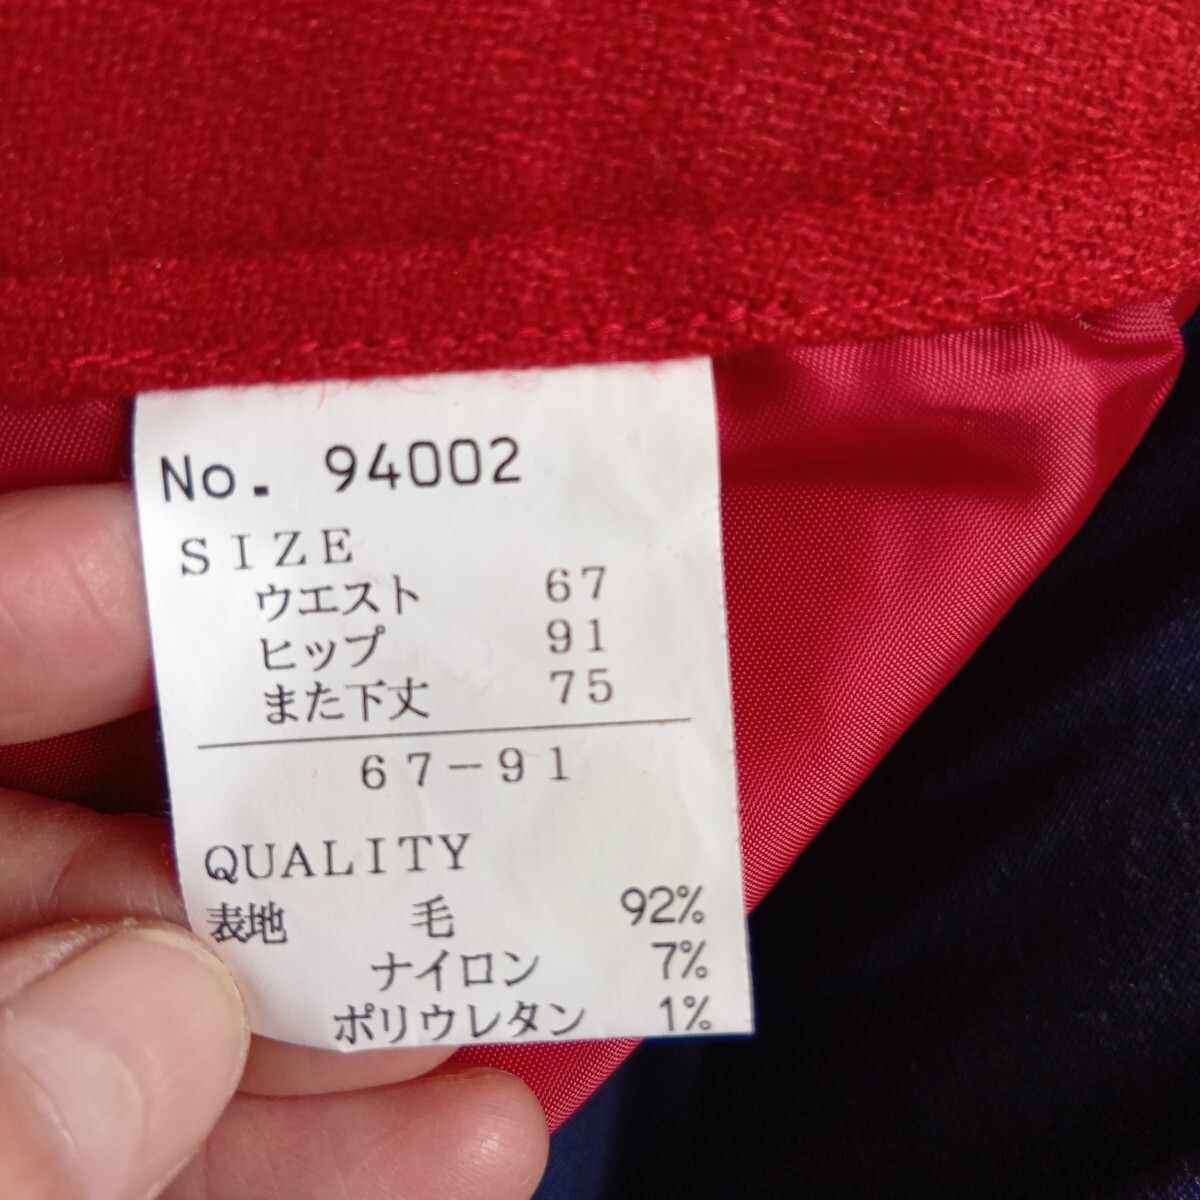 No. 94002
SIZE
ウエスト 67
ヒップ 91
また下丈 75
67-91
QUALITY
表地 毛 92%
ナイロン 7%
ポリウレタン 1%